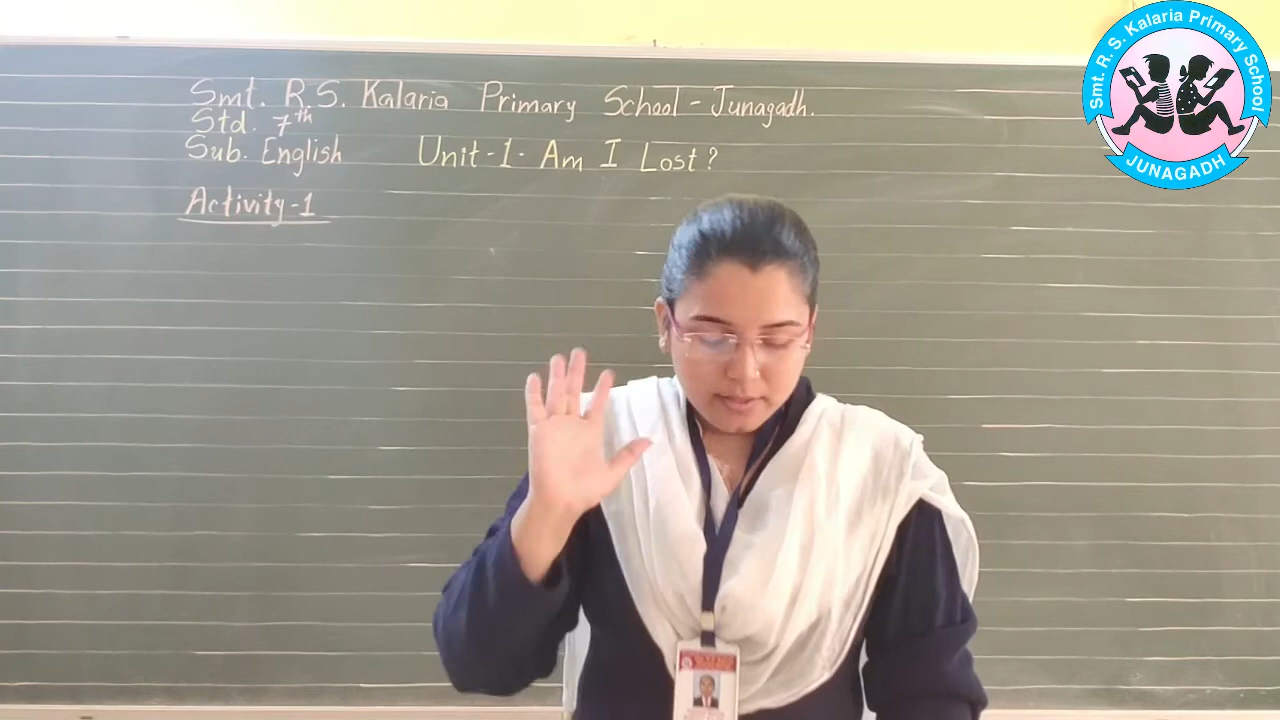 Smt. R.S. Kalaria Primary School - Junagadh.
Std. 7th
Sub. English Unit-1- Am I Lost?
Activity-1
Smt. R. S. Kalaria Primary School
JUNAGADH